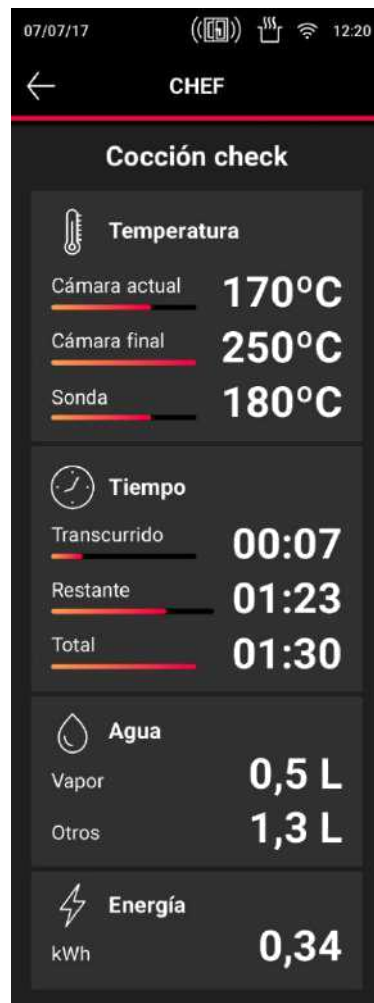 07/07/17 12:20
CHEF
Cocción check
Temperatura
Cámara actual 170ºC
Cámara final 250ºC
Sonda 180ºC
Tiempo
Transcurrido 00:07
Restante 01:23
Total 01:30
Agua
Vapor 0,5 L
Otros 1,3 L
Energía
kWh 0,34